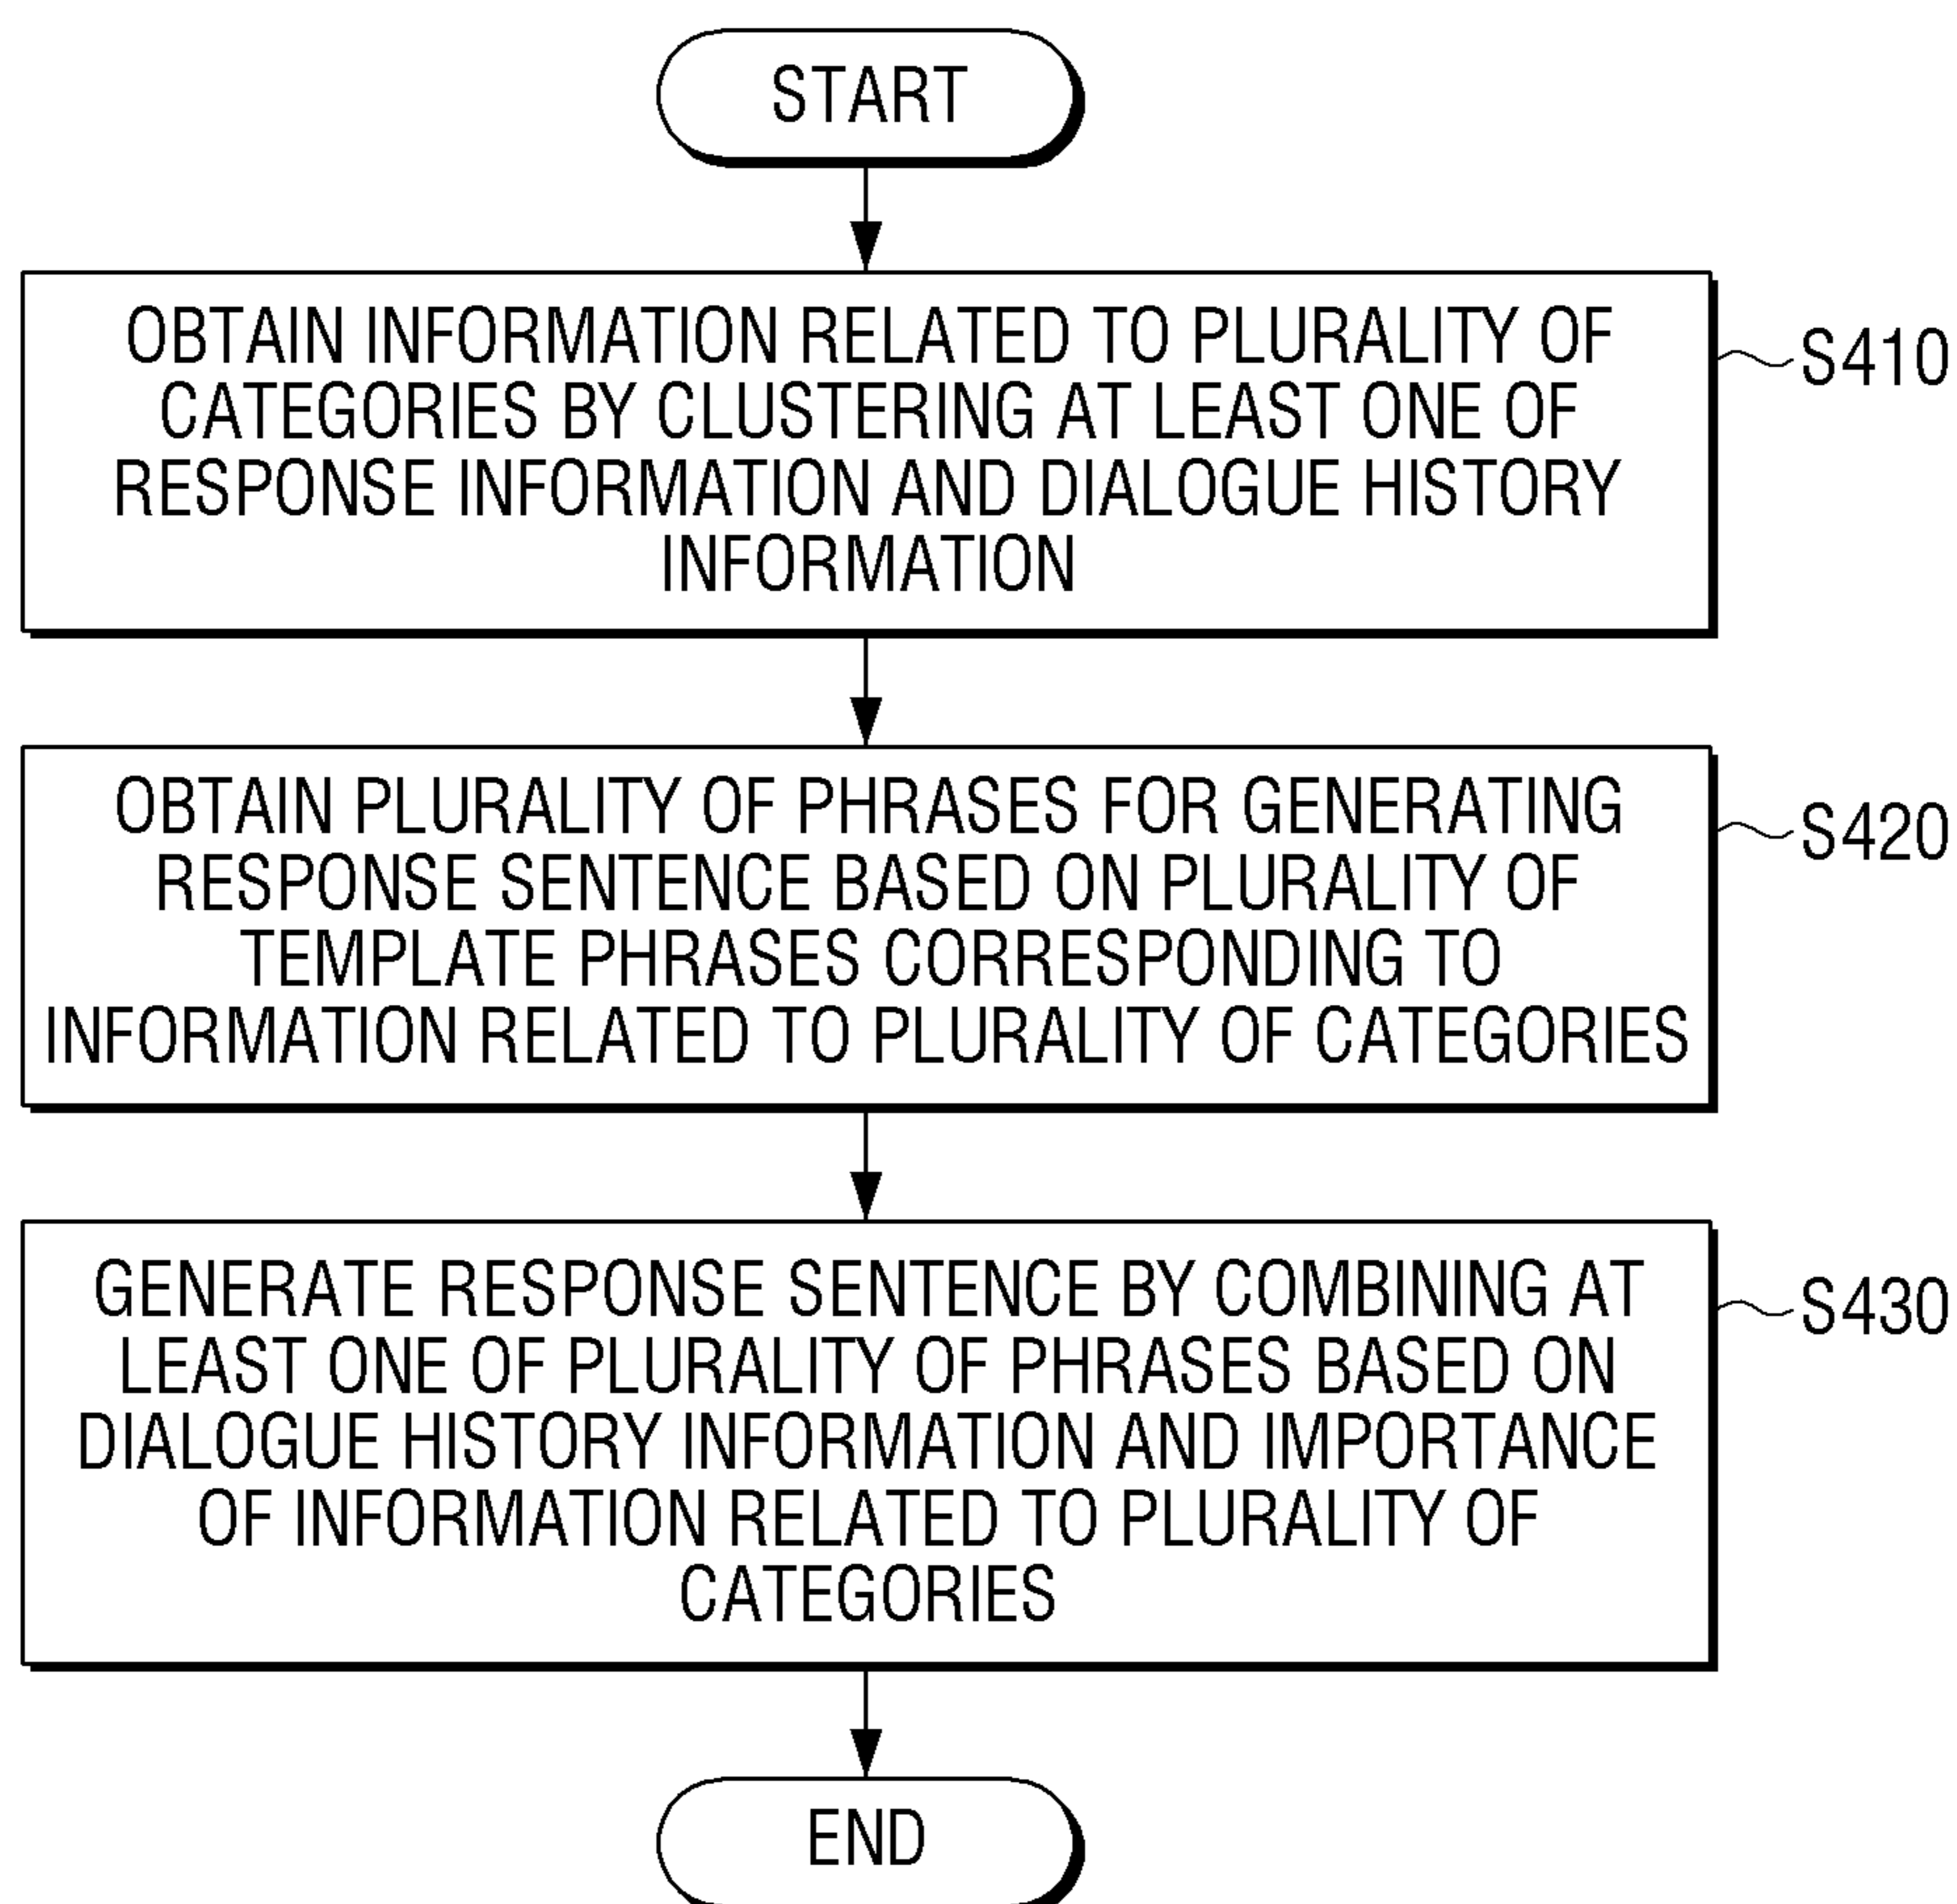 START
OBTAIN INFORMATION RELATED TO PLURALITY OF
CATEGORIES BY CLUSTERING AT LEAST ONE OF
RESPONSE INFORMATION AND DIALOGUE HISTORY
INFORMATION
S410
OBTAIN PLURALITY OF PHRASES FOR GENERATING
RESPONSE SENTENCE BASED ON PLURALITY OF
TEMPLATE PHRASES CORRESPONDING TO
INFORMATION RELATED TO PLURALITY OF CATEGORIES
S420
GENERATE RESPONSE SENTENCE BY COMBINING AT
LEAST ONE OF PLURALITY OF PHRASES BASED ON
DIALOGUE HISTORY INFORMATION AND IMPORTANCE
OF INFORMATION RELATED TO PLURALITY OF
CATEGORIES
S430
END